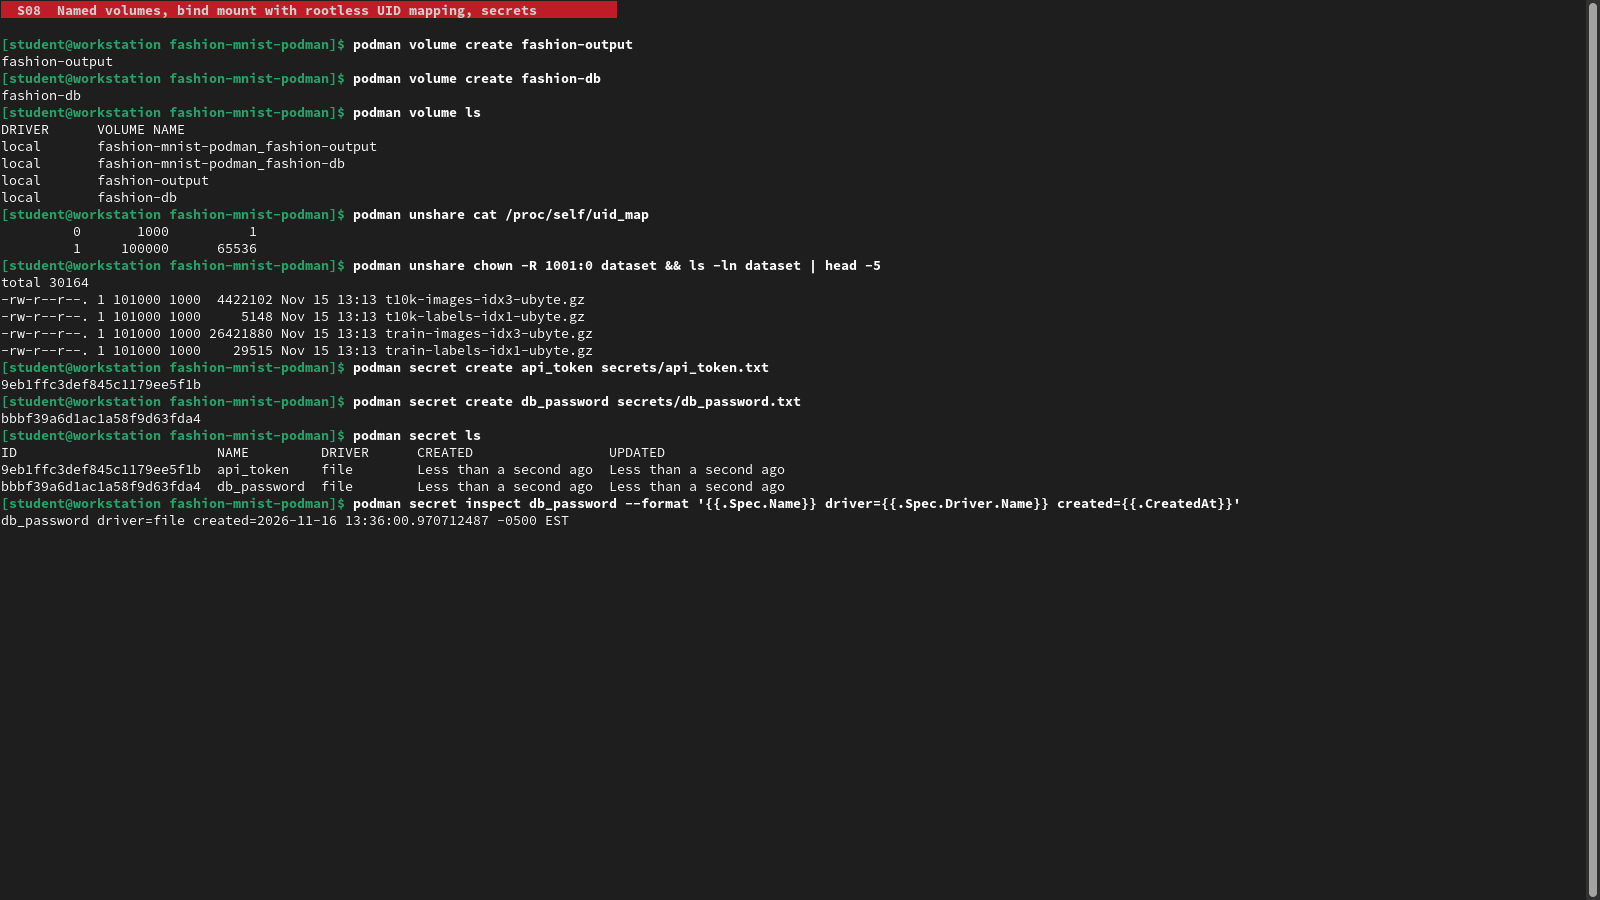 S08  Named volumes, bind mount with rootless UID mapping, secrets
[student@workstation fashion-mnist-podman]$ podman volume create fashion-output
fashion-output
[student@workstation fashion-mnist-podman]$ podman volume create fashion-db
fashion-db
[student@workstation fashion-mnist-podman]$ podman volume ls
DRIVER      VOLUME NAME
local       fashion-mnist-podman_fashion-output
local       fashion-mnist-podman_fashion-db
local       fashion-output
local       fashion-db
[student@workstation fashion-mnist-podman]$ podman unshare cat /proc/self/uid_map
         0       1000          1
         1     100000      65536
[student@workstation fashion-mnist-podman]$ podman unshare chown -R 1001:0 dataset && ls -ln dataset | head -5
total 30164
-rw-r--r--. 1 101000 1000  4422102 Nov 15 13:13 t10k-images-idx3-ubyte.gz
-rw-r--r--. 1 101000 1000     5148 Nov 15 13:13 t10k-labels-idx1-ubyte.gz
-rw-r--r--. 1 101000 1000 26421880 Nov 15 13:13 train-images-idx3-ubyte.gz
-rw-r--r--. 1 101000 1000    29515 Nov 15 13:13 train-labels-idx1-ubyte.gz
[student@workstation fashion-mnist-podman]$ podman secret create api_token secrets/api_token.txt
9eb1ffc3def845c1179ee5f1b
[student@workstation fashion-mnist-podman]$ podman secret create db_password secrets/db_password.txt
bbbf39a6d1ac1a58f9d63fda4
[student@workstation fashion-mnist-podman]$ podman secret ls
ID                         NAME         DRIVER      CREATED                 UPDATED
9eb1ffc3def845c1179ee5f1b  api_token    file        Less than a second ago  Less than a second ago
bbbf39a6d1ac1a58f9d63fda4  db_password  file        Less than a second ago  Less than a second ago
[student@workstation fashion-mnist-podman]$ podman secret inspect db_password --format '{{.Spec.Name}} driver={{.Spec.Driver.Name}} created={{.CreatedAt}}'
db_password driver=file created=2026-11-16 13:36:00.970712487 -0500 EST